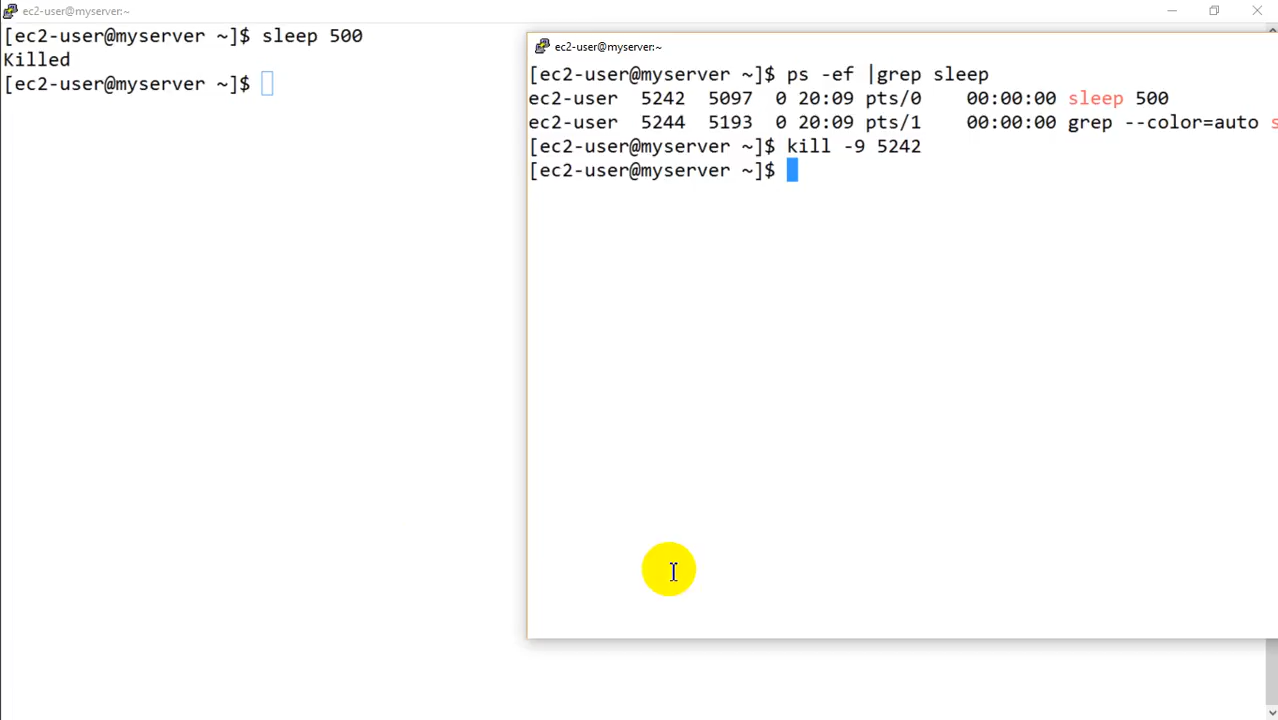 ec2-user@myserver:~
[ec2-user@myserver ~]$ sleep 500
Killed
[ec2-user@myserver ~]$
ec2-user@myserver:~
[ec2-user@myserver ~]$ ps -ef |grep sleep
ec2-user  5242  5097  0 20:09 pts/0    00:00:00 sleep 500
ec2-user  5244  5193  0 20:09 pts/1    00:00:00 grep --color=auto s
[ec2-user@myserver ~]$ kill -9 5242
[ec2-user@myserver ~]$